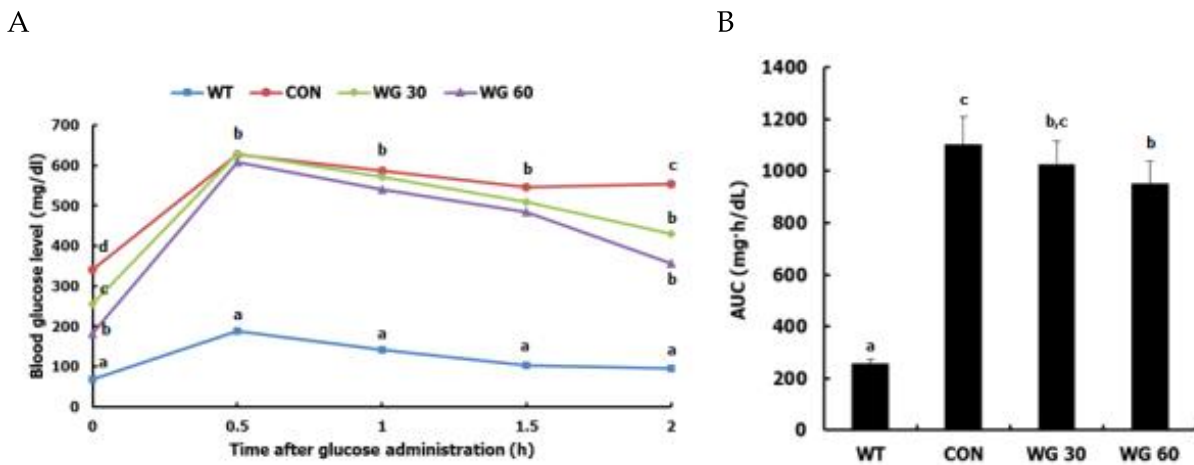 A
B
WT CON WG 30 WG 60
Blood glucose level (mg/dl)
700
600
500
400
300
200
100
0
b
b
b
c
d
b
c
b
b
a
a
a
a
a
0 0.5 1 1.5 2
Time after glucose administration (h)
AUC (mg·h/dL)
1400
1200
1000
800
600
400
200
0
a
c
b,c
b
WT CON WG 30 WG 60